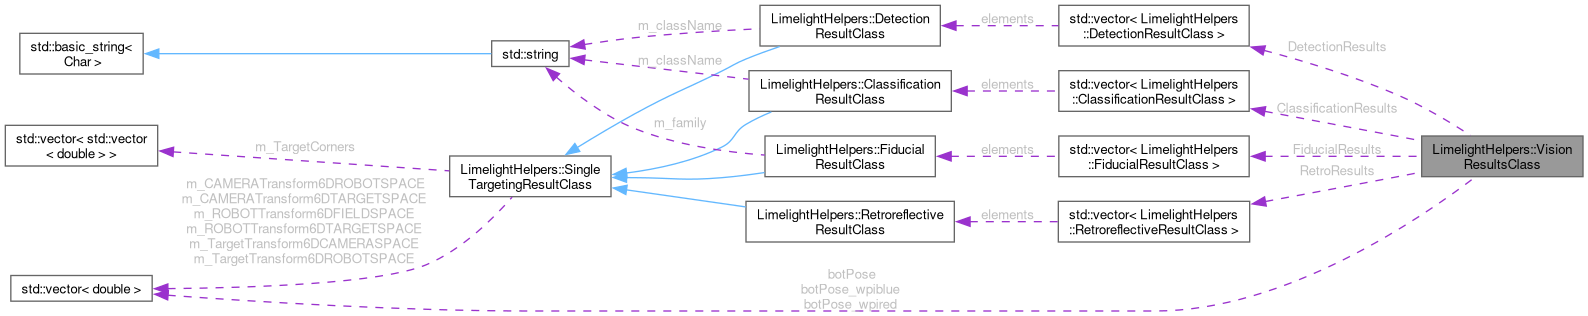 std::basic_string<
Char >
std::string
m_className
m_className
m_family
LimelightHelpers::Detection
ResultClass
elements
std::vector< LimelightHelpers
::DetectionResultClass >
DetectionResults
LimelightHelpers::Classification
ResultClass
elements
std::vector< LimelightHelpers
::ClassificationResultClass >
ClassificationResults
std::vector< std::vector
< double > >
m_TargetCorners
LimelightHelpers::Single
TargetingResultClass
LimelightHelpers::Fiducial
ResultClass
elements
std::vector< LimelightHelpers
::FiducialResultClass >
FiducialResults
RetroResults
LimelightHelpers::Vision
ResultsClass
LimelightHelpers::Retroreflective
ResultClass
elements
std::vector< LimelightHelpers
::RetroreflectiveResultClass >
m_CAMERATransform6DROBOTSPACE
m_CAMERATransform6DTARGETSPACE
m_ROBOTTransform6DFIELDSPACE
m_ROBOTTransform6DTARGETSPACE
m_TargetTransform6DCAMERASPACE
m_TargetTransform6DROBOTSPACE
std::vector< double >
botPose
botPose_wpiblue
botPose_wpired